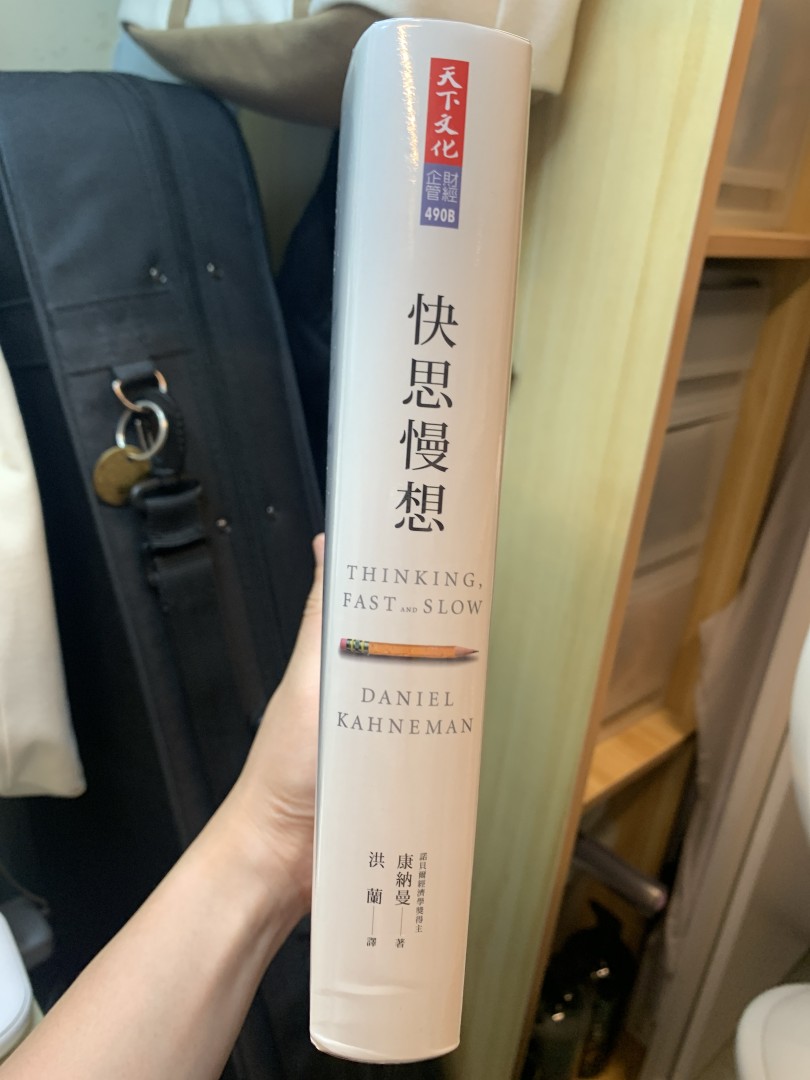 天下文化
財經
企管
490B
快思慢想
THINKING,
FAST AND SLOW
DANIEL
KAHNEMAN
諾貝爾經濟學獎得主
康納曼——著
洪蘭——譯